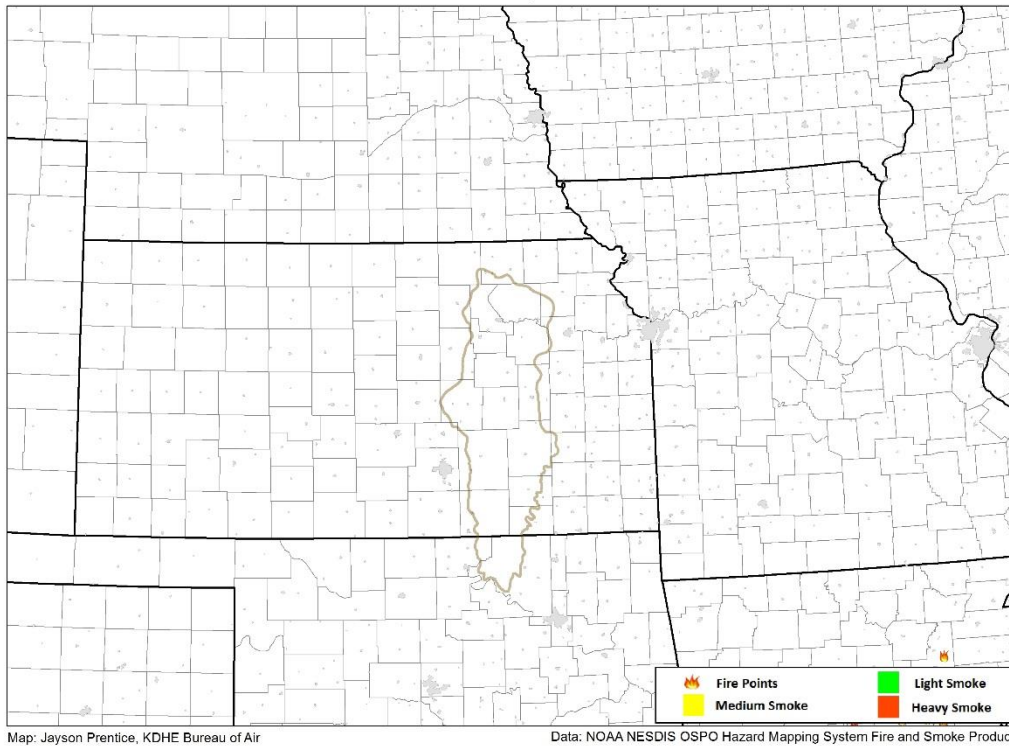 Fire Points Light Smoke
Medium Smoke Heavy Smoke
Map: Jayson Prentice, KDHE Bureau of Air Data: NOAA NESDIS OSPO Hazard Mapping System Fire and Smoke Produc